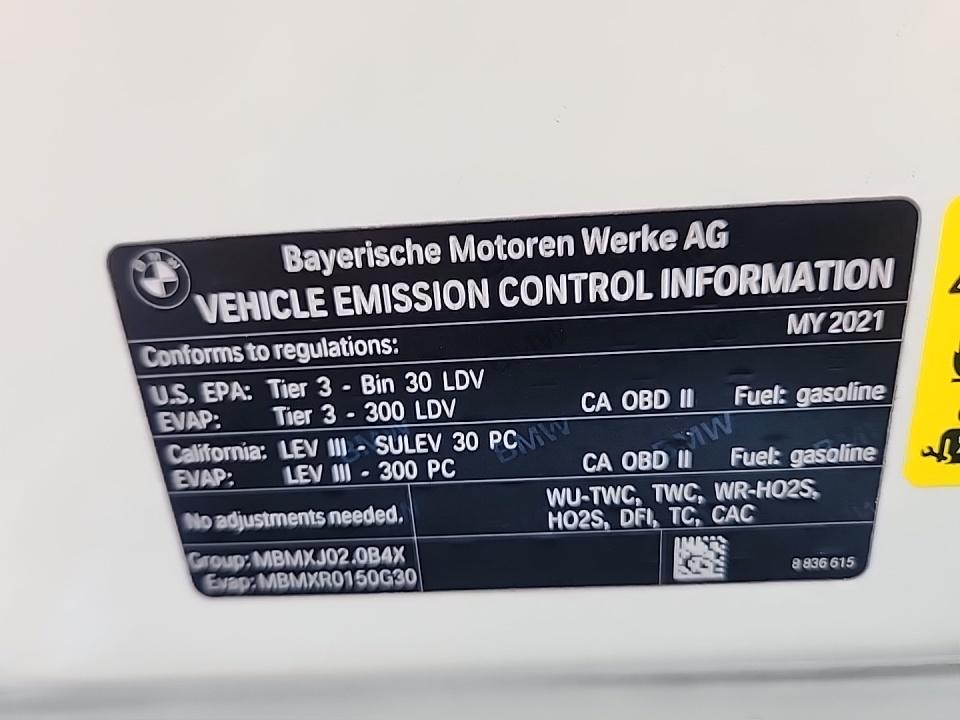 Bayerische Motoren Werke AG
VEHICLE EMISSION CONTROL INFORMATION
MY 2021
Conforms to regulations:
U.S. EPA: Tier 3 - Bin 30 LDV
EVAP: Tier 3 - 300 LDV CA OBD II Fuel: gasoline
California: LEV III - SULEV 30 PC
EVAP: LEV III - 300 PC CA OBD II Fuel: gasoline
No adjustments needed.
WU-TWC, TWC, WR-HO2S,
HO2S, DFI, TC, CAC
Group: MBMXJ02.0B4X
Evap: MBMXR0150G30
8 836 615
BMW
BMW
BMW